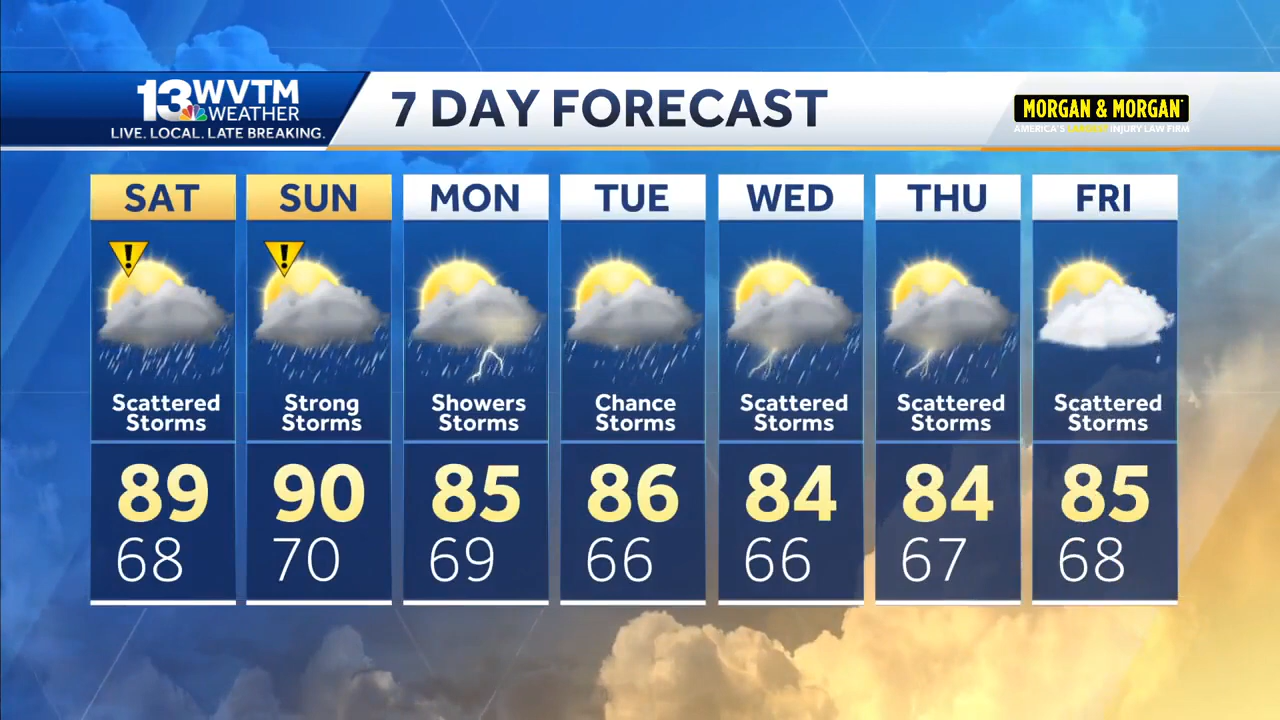 13 WVTM
WEATHER
LIVE. LOCAL. LATE BREAKING.
7 DAY FORECAST
MORGAN & MORGAN
AMERICA'S LARGEST INJURY LAW FIRM
SAT
SUN
MON
TUE
WED
THU
FRI
!
!
Scattered
Storms
Strong
Storms
Showers
Storms
Chance
Storms
Scattered
Storms
Scattered
Storms
Scattered
Storms
89
90
85
86
84
84
85
68
70
69
66
66
67
68